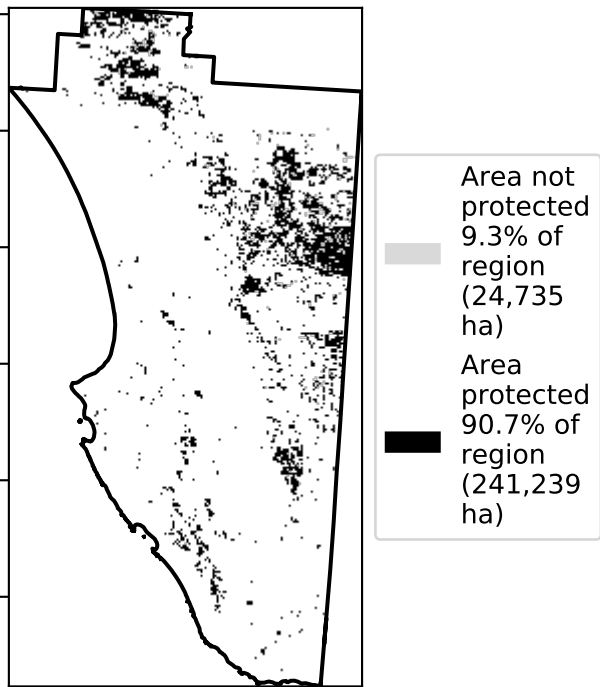 Area not
protected
9.3% of
region
(24,735
ha)
Area
protected
90.7% of
region
(241,239
ha)